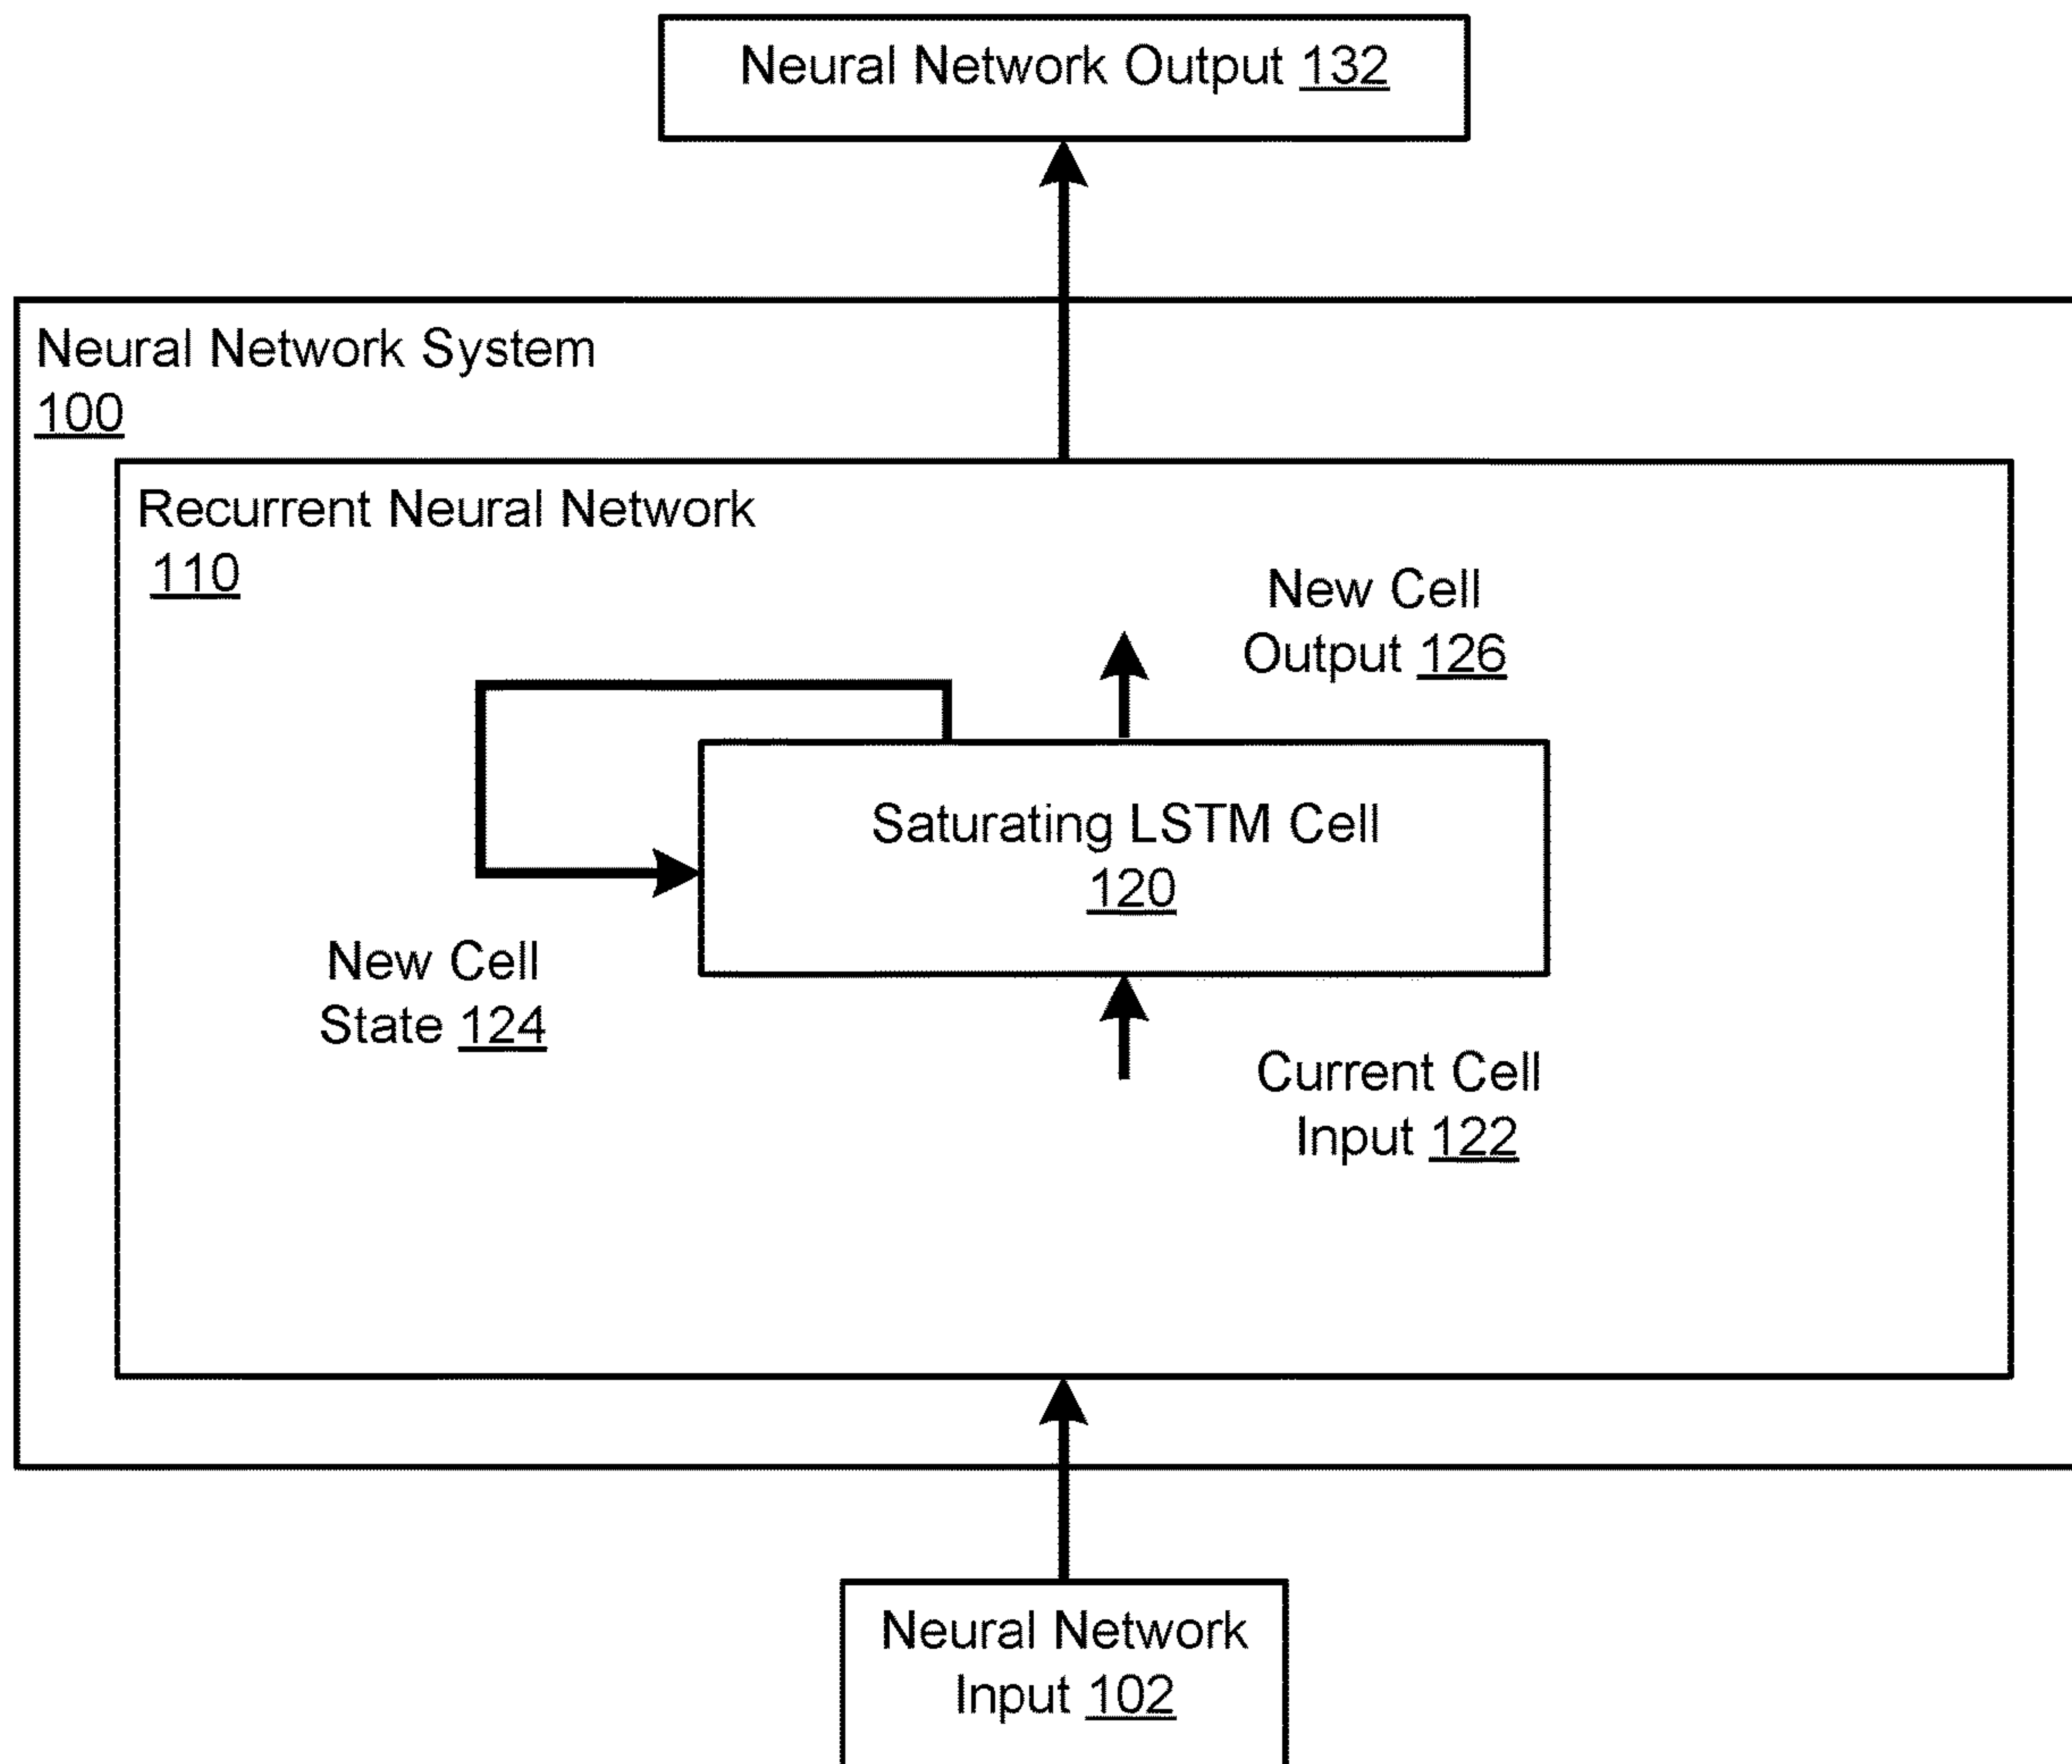 Neural Network Output 132
Neural Network System
100
Recurrent Neural Network
110
New Cell
Output 126
Saturating LSTM Cell
120
New Cell
State 124
Current Cell
Input 122
Neural Network
Input 102